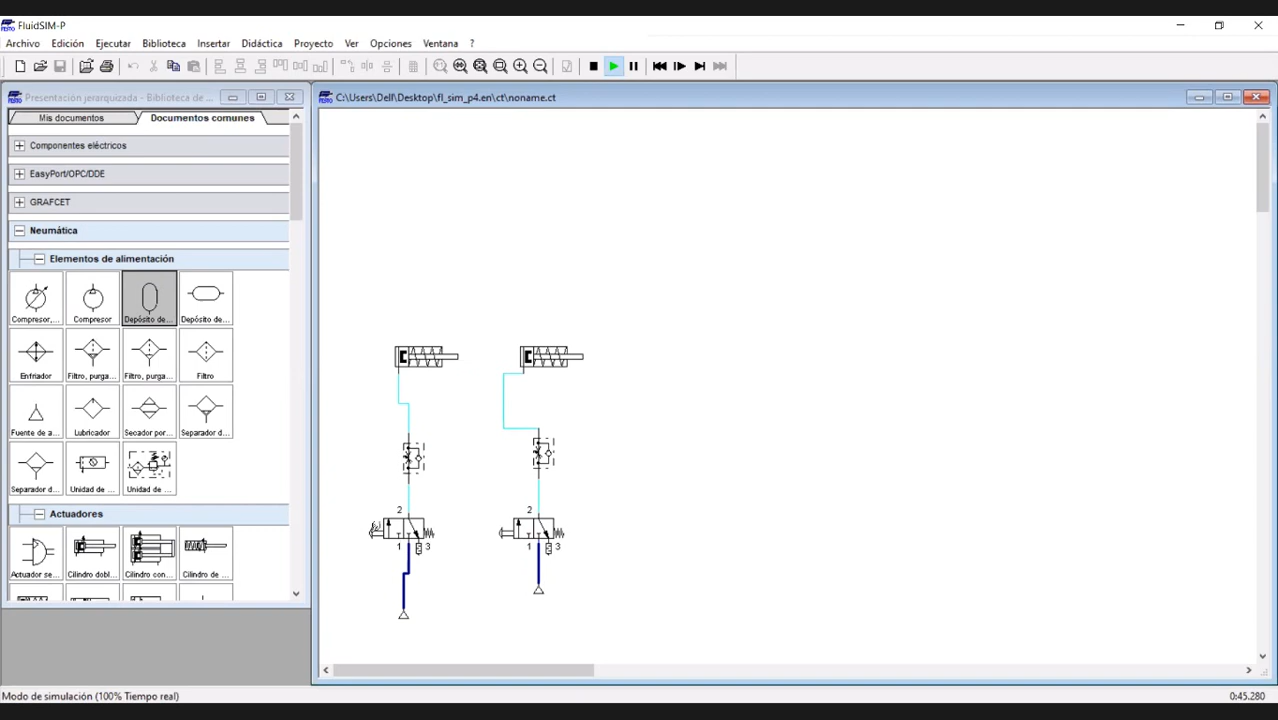 FluidSIM-P
Archivo Edición Ejecutar Biblioteca Insertar Didáctica Proyecto Ver Opciones Ventana ?
Presentación jerarquizada - Biblioteca de ...
C:\Users\Dell\Desktop\fl_sim_p4.en\ct\noname.ct
Mis documentos Documentos comunes
Componentes eléctricos
EasyPort/OPC/DDE
GRAFCET
Neumática
Elementos de alimentación
Compresor,... Compresor Depósito de... Depósito de...
Enfriador Filtro, purga... Filtro, purga... Filtro
Fuente de a... Lubricador Secador por... Separador d...
Separador d... Unidad de ... Unidad de ...
Actuadores
Actuador se... Cilindro dobl... Cilindro con... Cilindro de ...
2 2
1 3 1 3
Modo de simulación (100% Tiempo real) 0:45.280